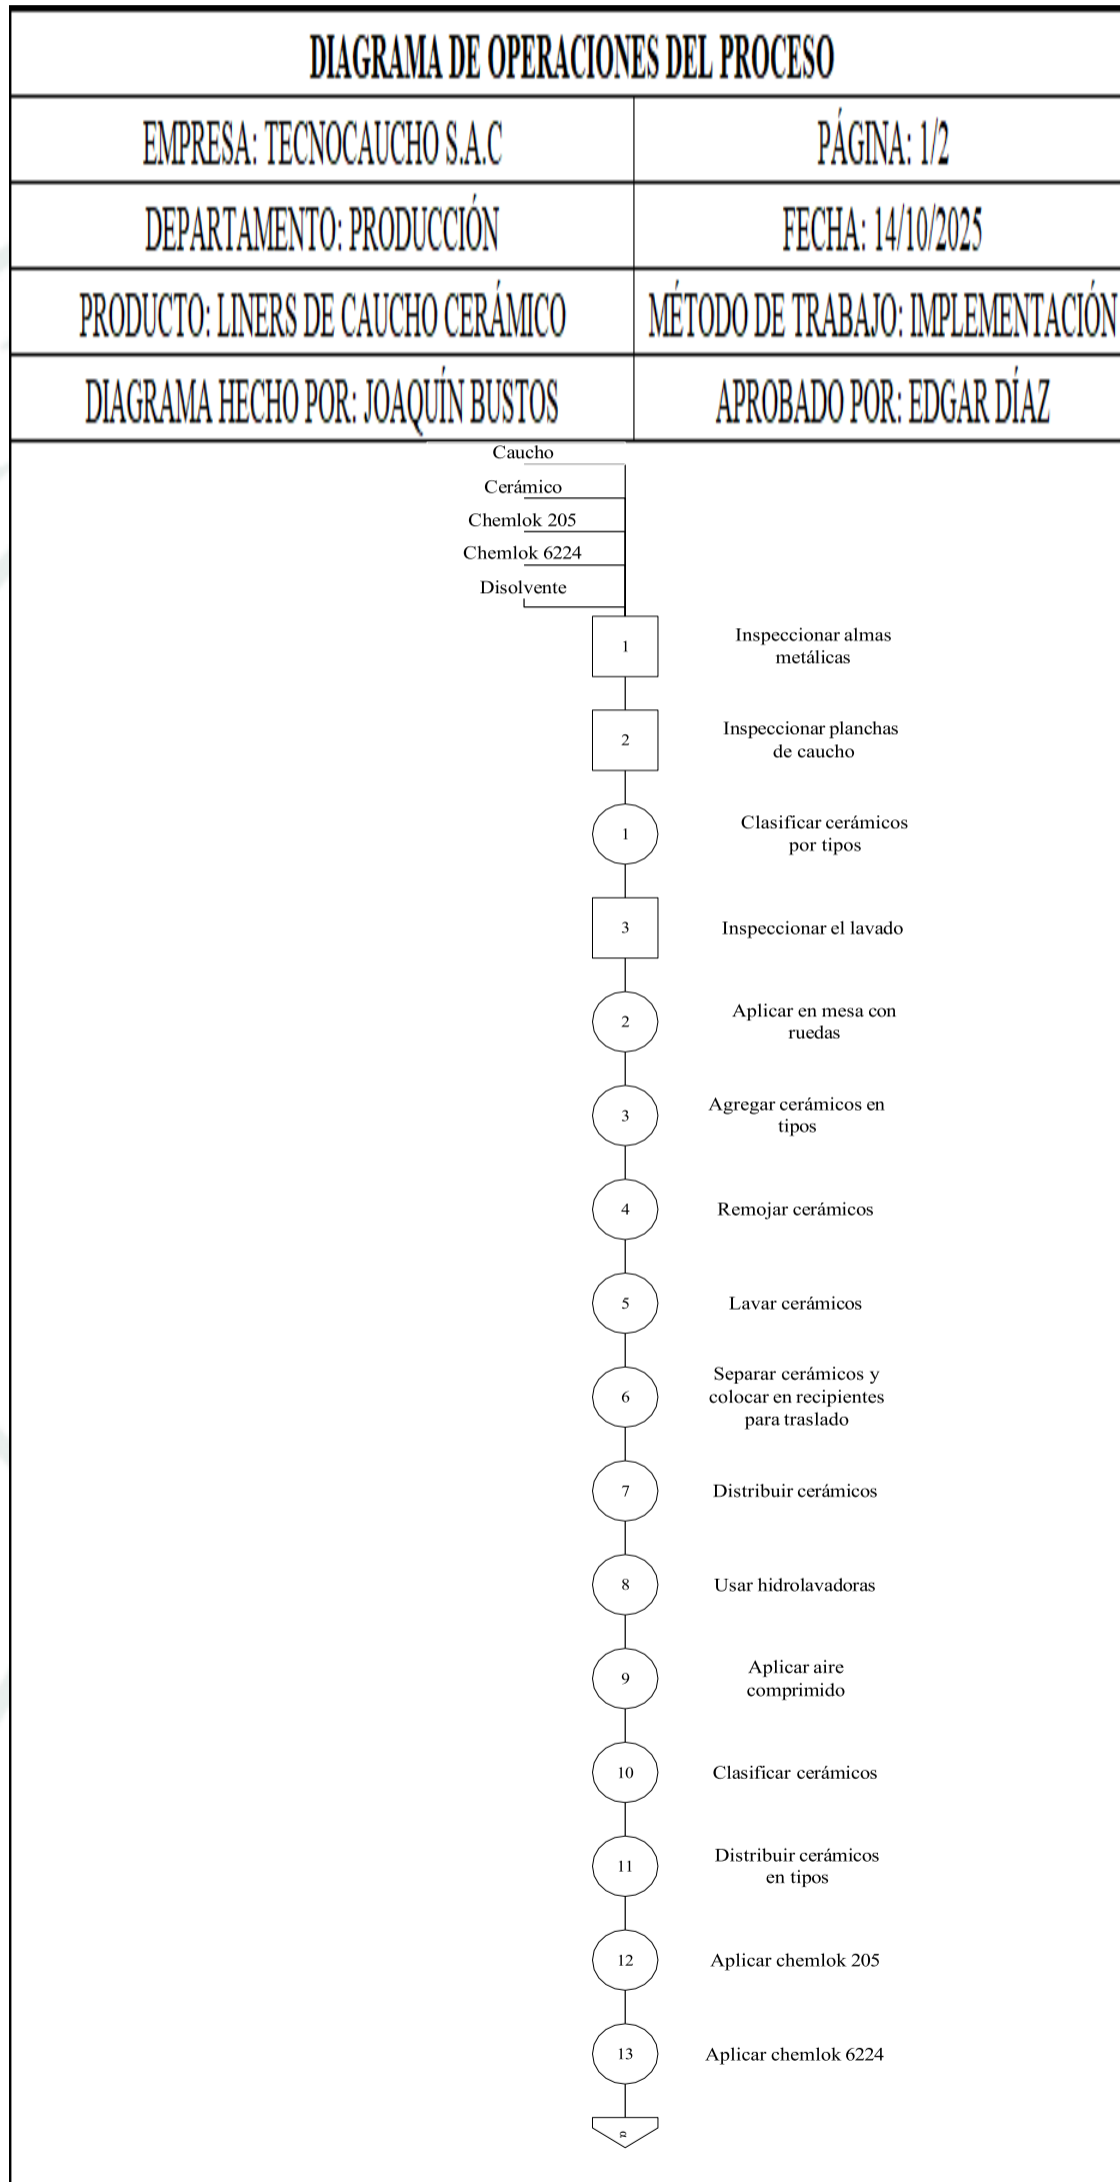 DIAGRAMA DE OPERACIONES DEL PROCESO
EMPRESA: TECNOCAUCHO S.A.C
PÁGINA: 1/2
DEPARTAMENTO: PRODUCCIÓN
FECHA: 14/10/2025
PRODUCTO: LINERS DE CAUCHO CERÁMICO
MÉTODO DE TRABAJO: IMPLEMENTACIÓN
DIAGRAMA HECHO POR: JOAQUÍN BUSTOS
APROBADO POR: EDGAR DÍAZ
Caucho
Cerámico
Chemlok 205
Chemlok 6224
Disolvente
1
Inspeccionar almas
metálicas
2
Inspeccionar planchas
de caucho
1
Clasificar cerámicos
por tipos
3
Inspeccionar el lavado
2
Aplicar en mesa con
ruedas
3
Agregar cerámicos en
tipos
4
Remojar cerámicos
5
Lavar cerámicos
6
Separar cerámicos y
colocar en recipientes
para traslado
7
Distribuir cerámicos
8
Usar hidrolavadoras
9
Aplicar aire
comprimido
10
Clasificar cerámicos
11
Distribuir cerámicos
en tipos
12
Aplicar chemlok 205
13
Aplicar chemlok 6224